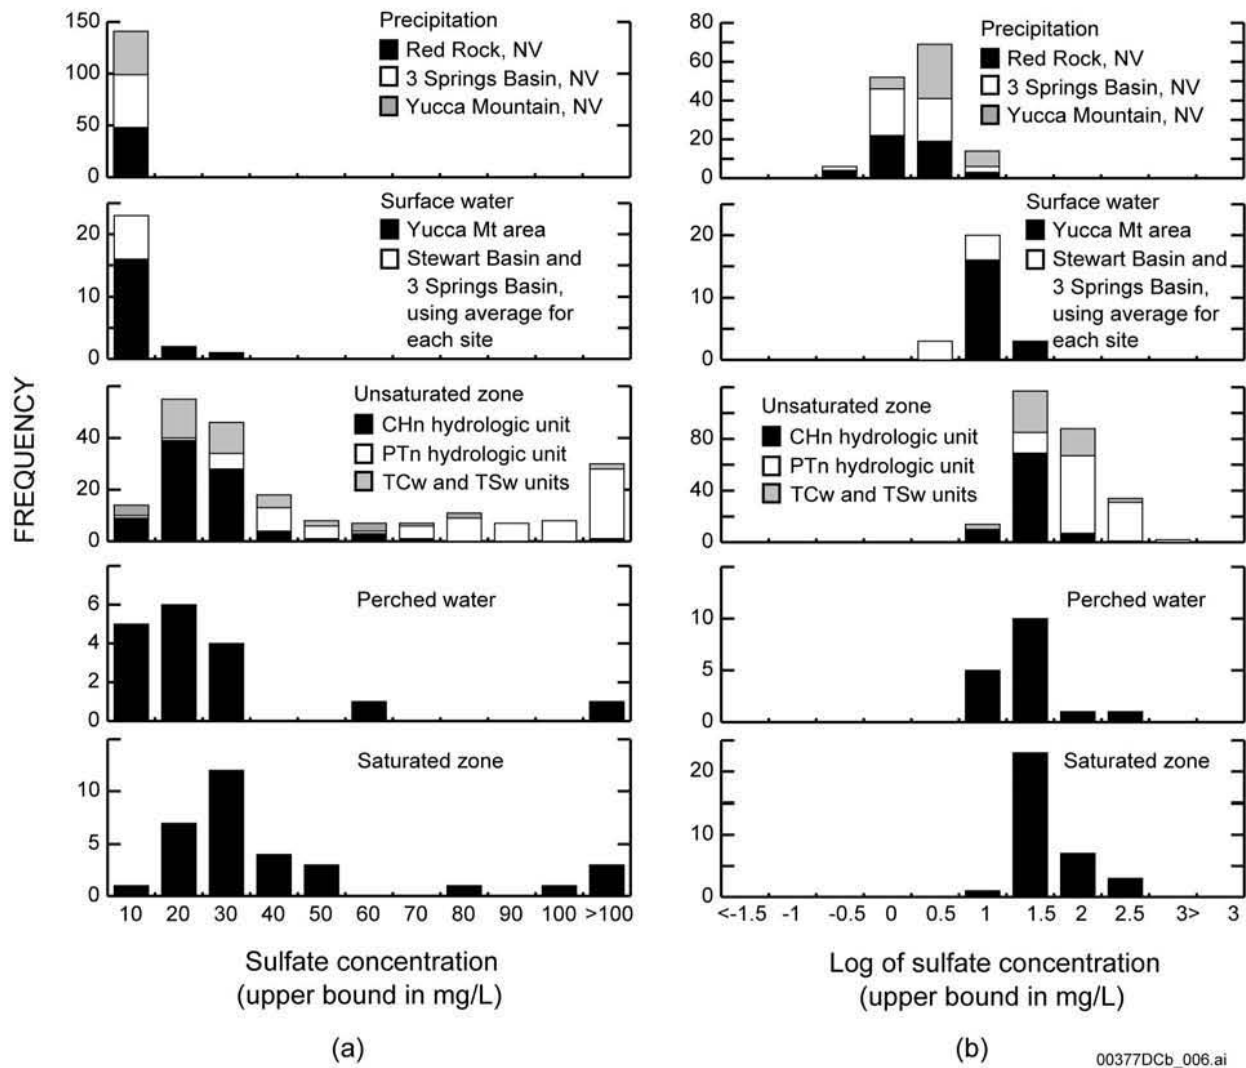 FREQUENCY
150
100
50
0
Precipitation
Red Rock, NV
3 Springs Basin, NV
Yucca Mountain, NV
20
10
0
Surface water
Yucca Mt area
Stewart Basin and
3 Springs Basin,
using average for
each site
40
20
0
Unsaturated zone
CHn hydrologic unit
PTn hydrologic unit
TCw and TSw units
6
4
2
0
Perched water
10
5
0
Saturated zone
10 20 30 40 50 60 70 80 90 100 >100
Sulfate concentration
(upper bound in mg/L)
(a)
80
60
40
20
0
Precipitation
Red Rock, NV
3 Springs Basin, NV
Yucca Mountain, NV
20
10
0
Surface water
Yucca Mt area
Stewart Basin and
3 Springs Basin,
using average for
each site
80
40
0
Unsaturated zone
CHn hydrologic unit
PTn hydrologic unit
TCw and TSw units
10
5
0
Perched water
20
10
0
Saturated zone
<-1.5 -1 -0.5 0 0.5 1 1.5 2 2.5 3> 3
Log of sulfate concentration
(upper bound in mg/L)
(b)
00377DCb_006.ai